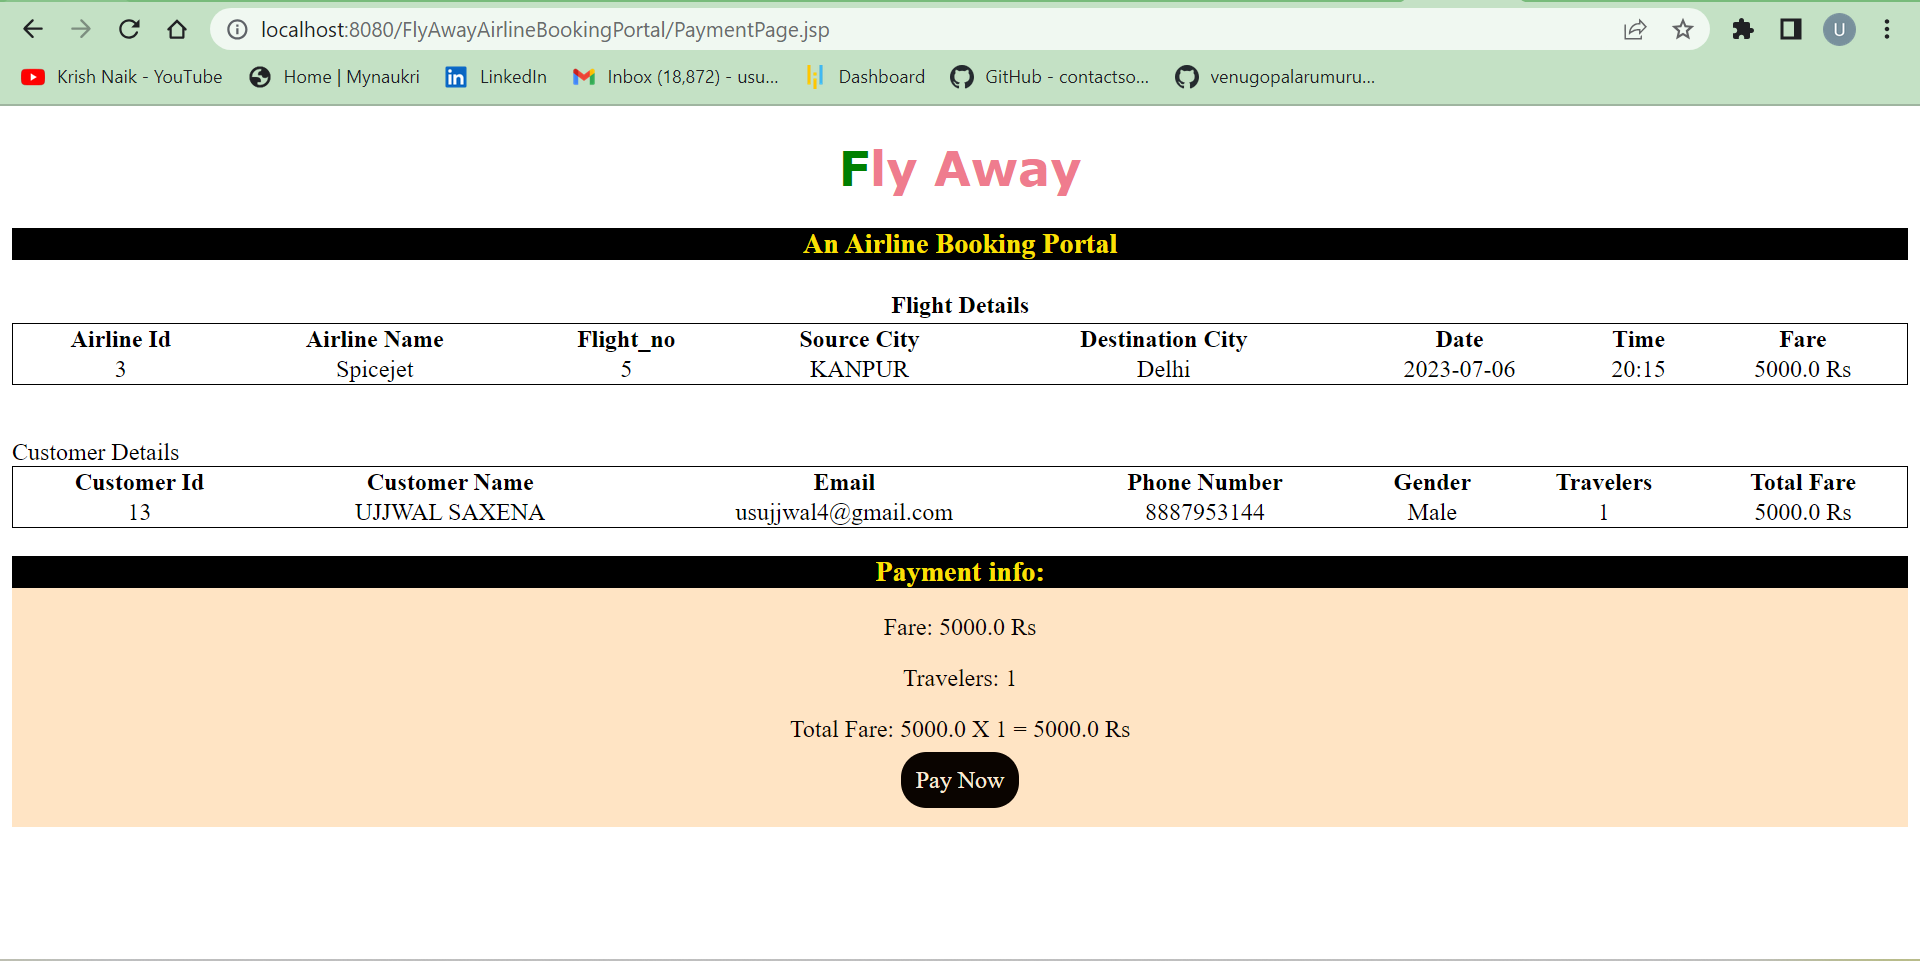 localhost:8080/FlyAwayAirlineBookingPortal/PaymentPage.jsp
U
Krish Naik - YouTube Home | Mynaukri LinkedIn Inbox (18,872) - usu... Dashboard GitHub - contactso... venugopalarumuru...
Fly Away
An Airline Booking Portal
Flight Details
Airline Id Airline Name Flight_no Source City Destination City Date Time Fare
3 Spicejet 5 KANPUR Delhi 2023-07-06 20:15 5000.0 Rs
Customer Details
Customer Id Customer Name Email Phone Number Gender Travelers Total Fare
13 UJJWAL SAXENA usujjwal4@gmail.com 8887953144 Male 1 5000.0 Rs
Payment info:
Fare: 5000.0 Rs
Travelers: 1
Total Fare: 5000.0 X 1 = 5000.0 Rs
Pay Now